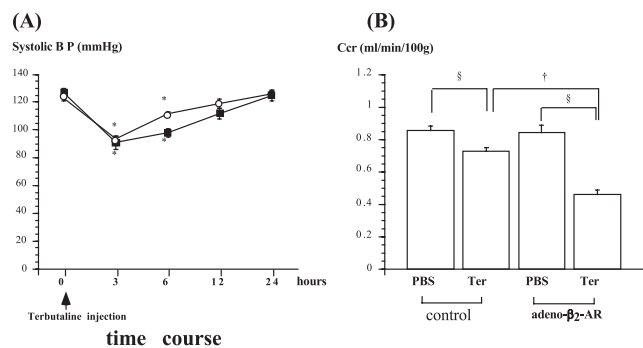 (A)
Systolic B P (mmHg)
140
120
100
80
60
40
20
0
*
*
*
*
0 3 6 12 24 hours
Terbutaline injection
time course
(B)
Ccr (ml/min/100g)
1
0.8
0.6
0.4
0.2
0
§
†
§
PBS Ter PBS Ter
control
adeno-β2-AR